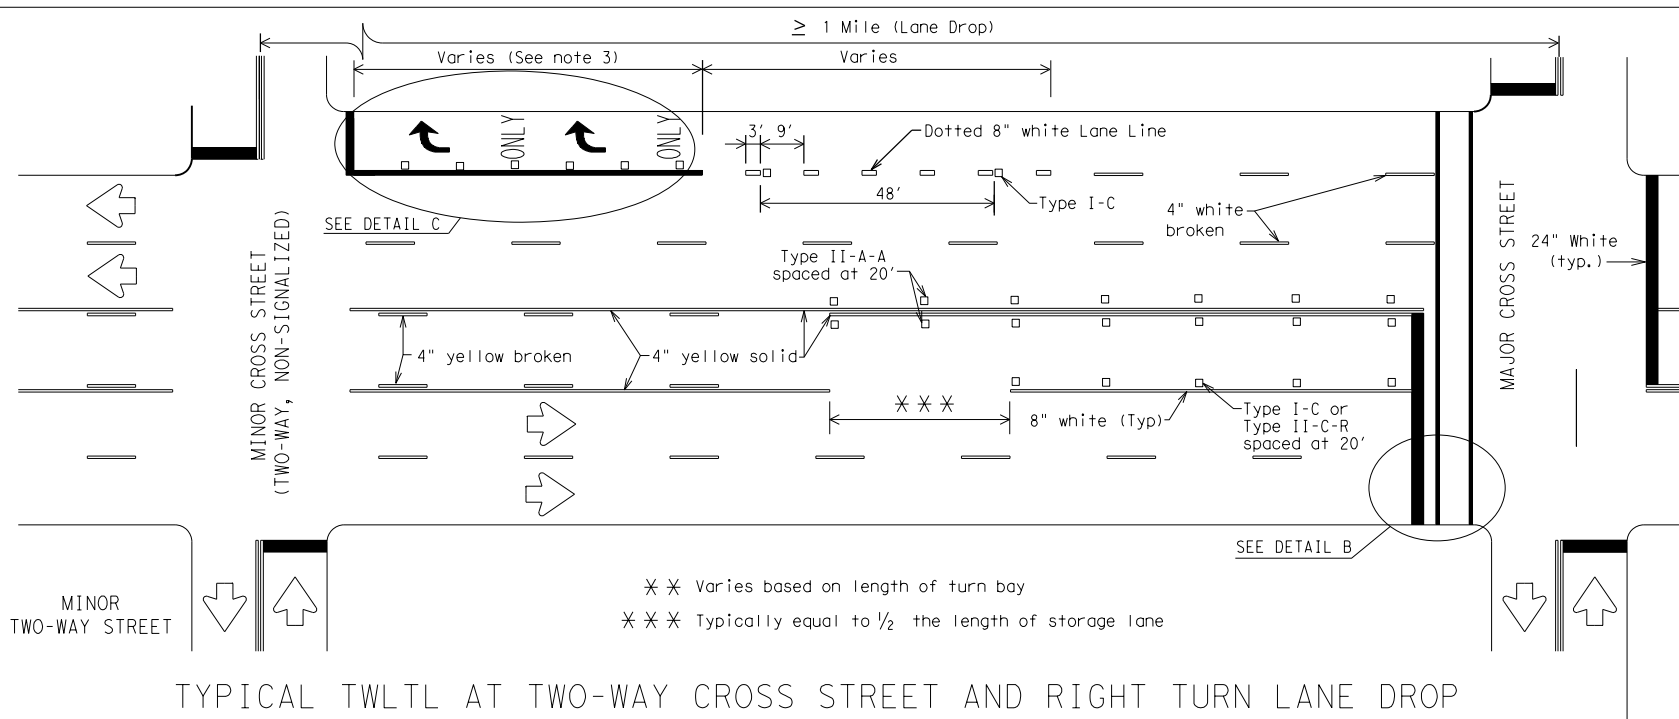 ≥ 1 Mile (Lane Drop)
Varies (See note 3)
Varies
ONLY
ONLY
3' 9'
Dotted 8" white Lane Line
48'
Type I-C
SEE DETAIL C
4" white
broken
Type II-A-A
spaced at 20'
24" White
(typ.)
MAJOR CROSS STREET
MINOR CROSS STREET
(TWO-WAY, NON-SIGNALIZED)
4" yellow broken
4" yellow solid
***
8" white (Typ)
Type I-C or
Type II-C-R
spaced at 20'
SEE DETAIL B
MINOR
TWO-WAY STREET
** Varies based on length of turn bay
*** Typically equal to ½ the length of storage lane
TYPICAL TWLTL AT TWO-WAY CROSS STREET AND RIGHT TURN LANE DROP